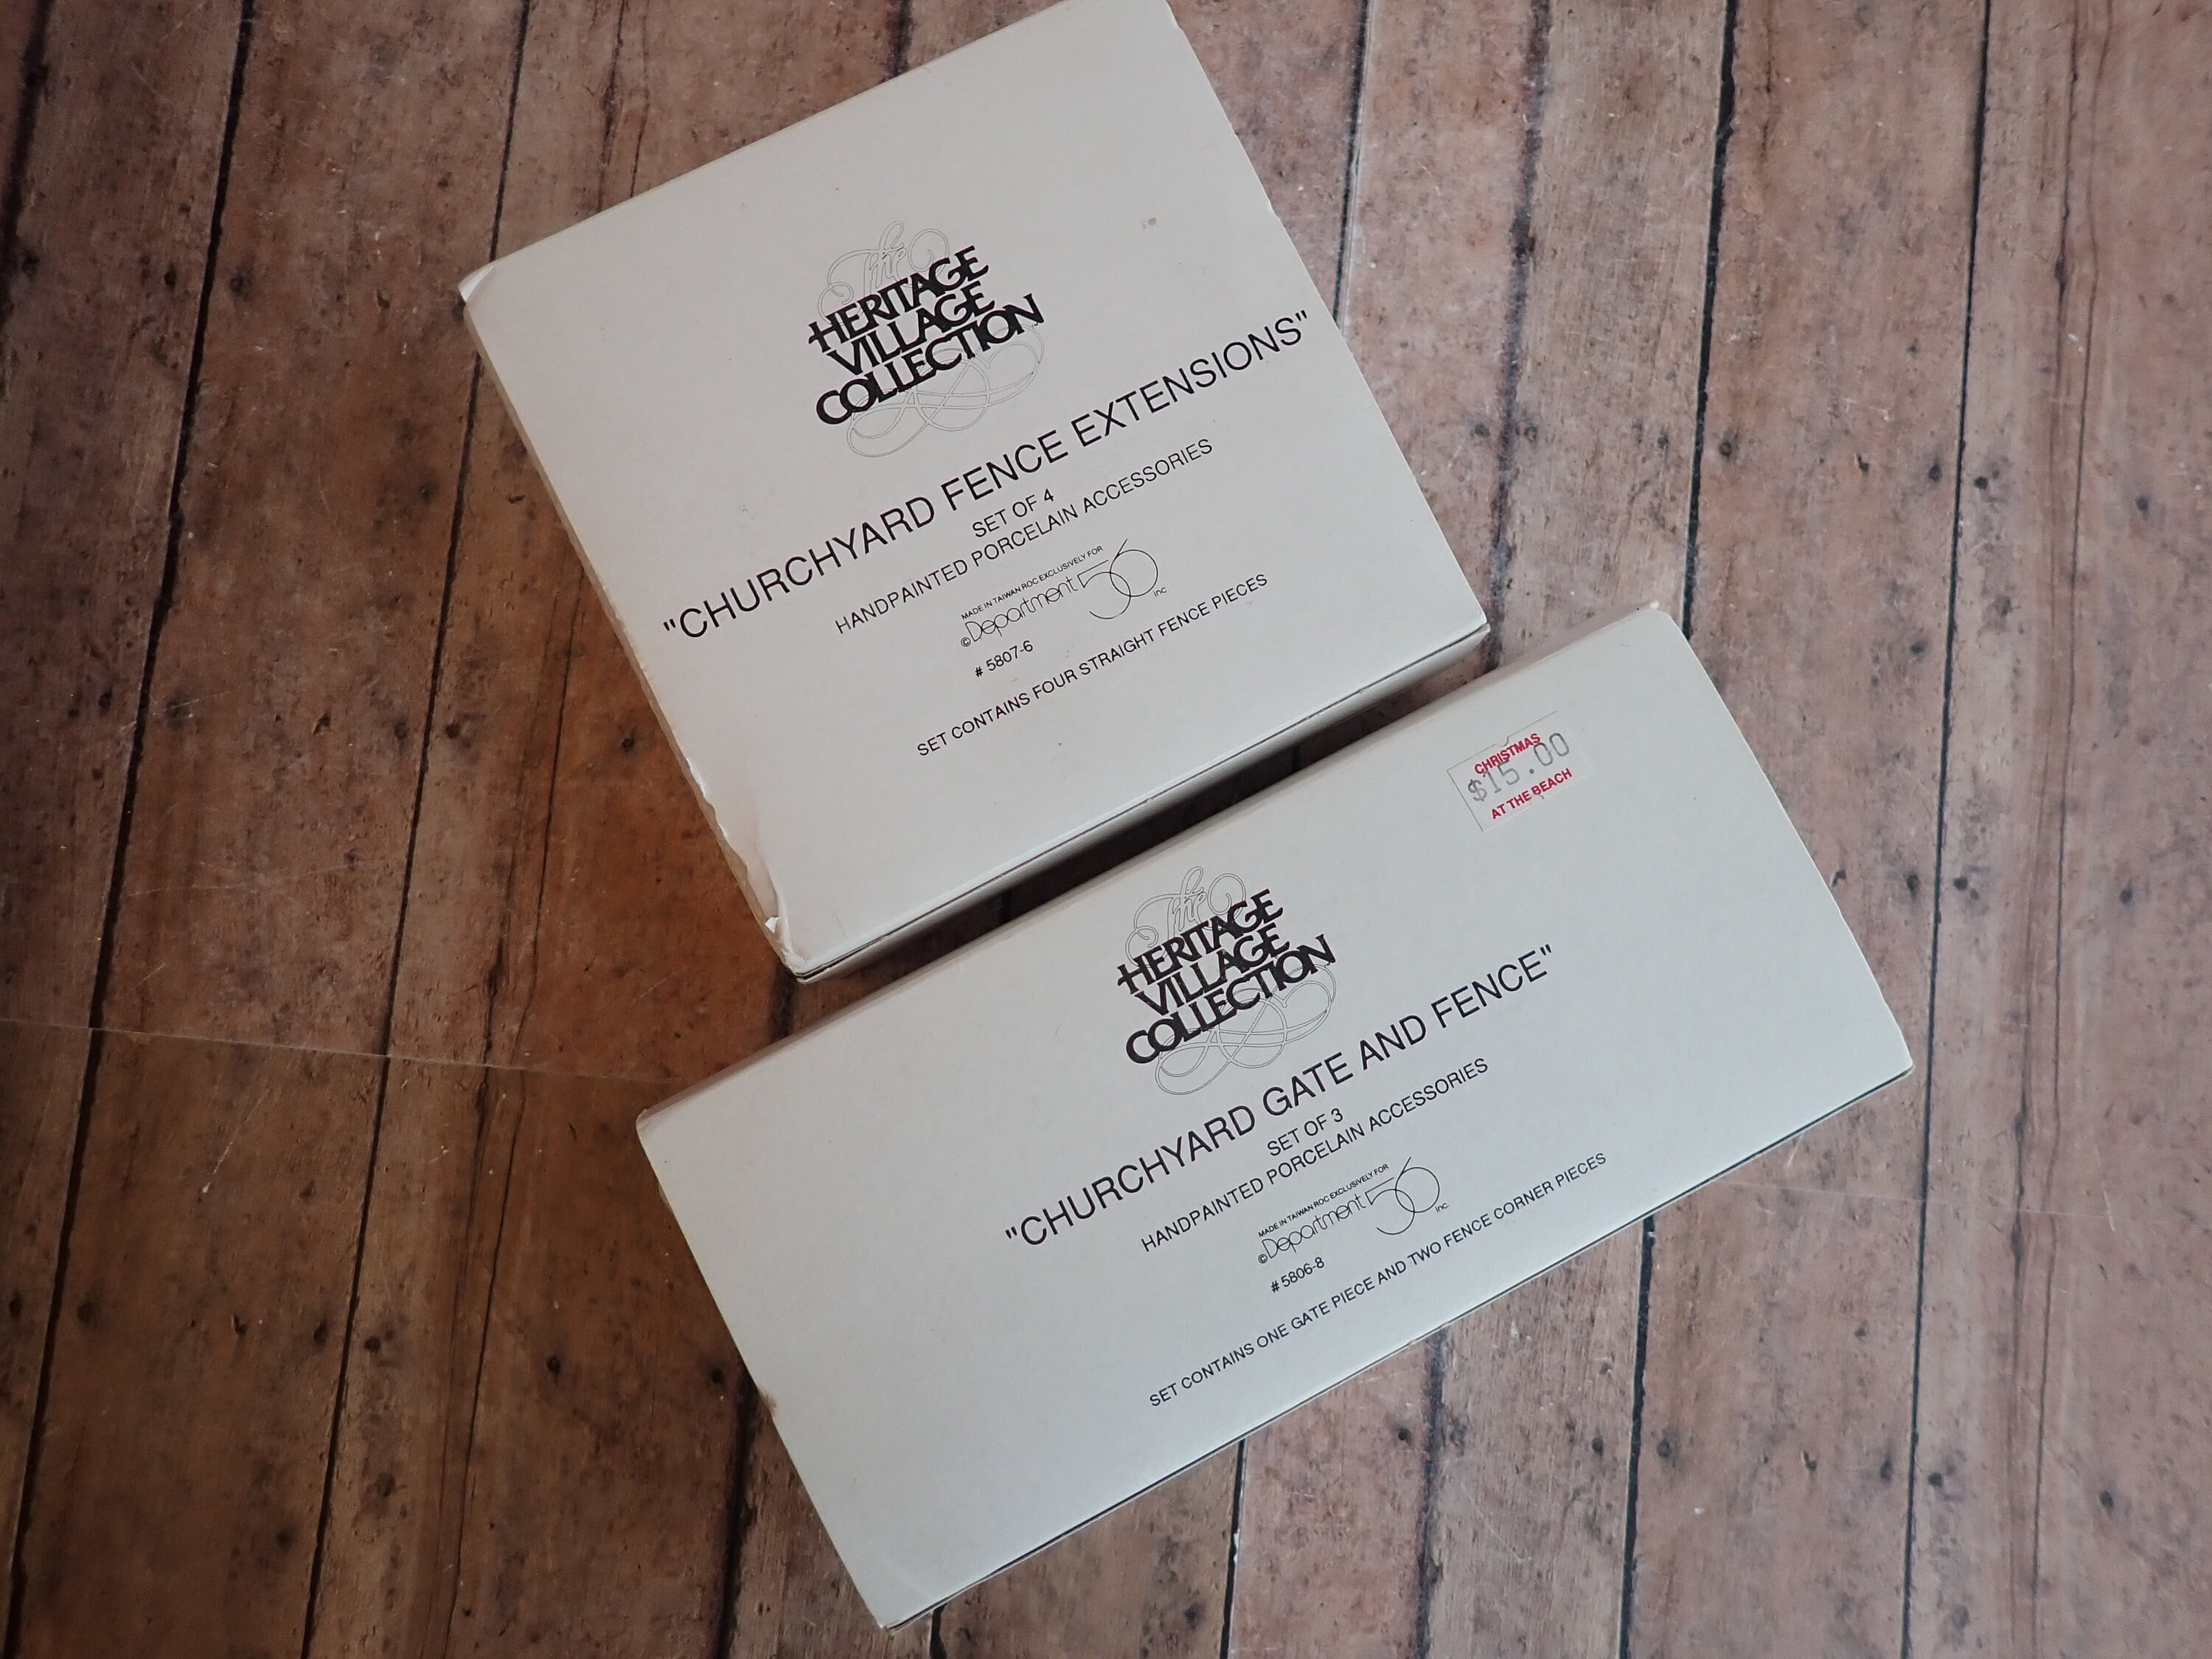 The
HERITAGE
VILLAGE
COLLECTION
"CHURCHYARD FENCE EXTENSIONS"
SET OF 4
HANDPAINTED PORCELAIN ACCESSORIES
MADE IN TAIWAN ROC EXCLUSIVELY FOR
©Department 56 Inc.
# 5807-6
SET CONTAINS FOUR STRAIGHT FENCE PIECES
CHRISTMAS
$15.00
AT THE BEACH
The
HERITAGE
VILLAGE
COLLECTION
"CHURCHYARD GATE AND FENCE"
SET OF 3
HANDPAINTED PORCELAIN ACCESSORIES
MADE IN TAIWAN ROC EXCLUSIVELY FOR
©Department 56 Inc.
#5806-8
SET CONTAINS ONE GATE PIECE AND TWO FENCE CORNER PIECES